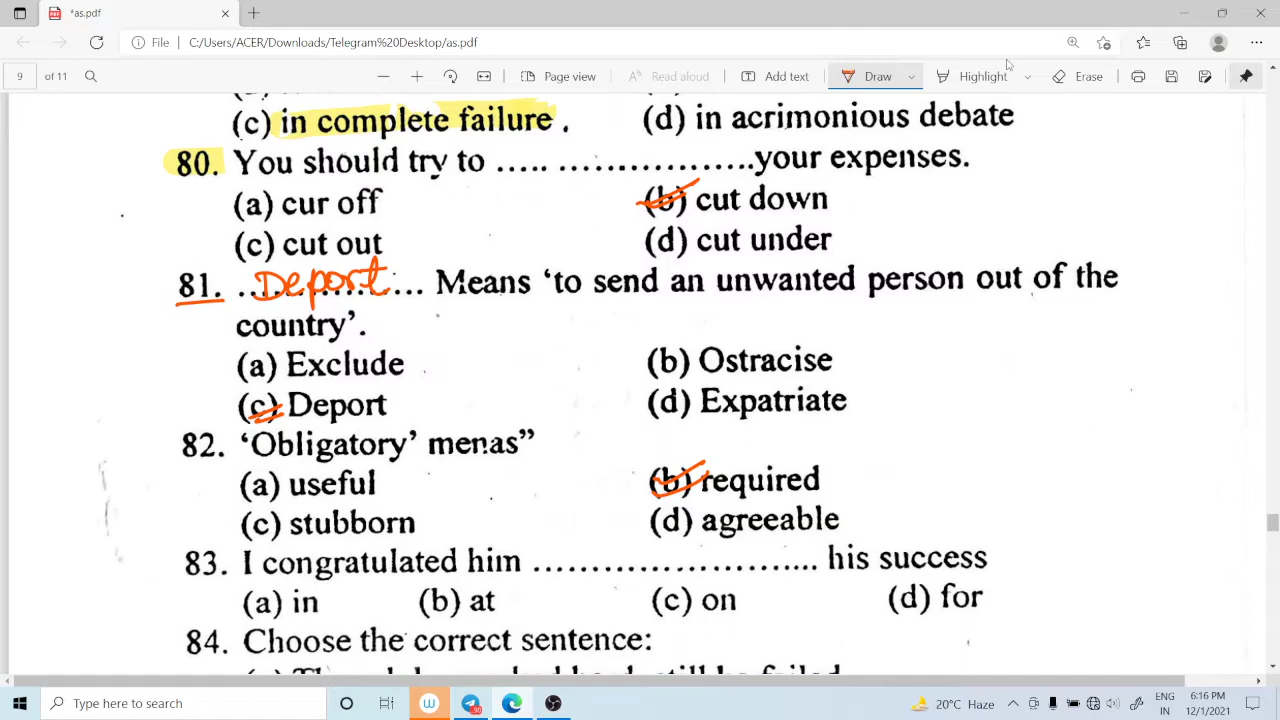 *as.pdf
File C:/Users/ACER/Downloads/Telegram%20Desktop/as.pdf
9 of 11 Page view Read aloud Add text Draw Highlight Erase
(c) in complete failure . (d) in acrimonious debate
80. You should try to ..... ....................your expenses.
(a) cur off (b) cut down
(c) cut out (d) cut under
81. ..Deport... Means ‘to send an unwanted person out of the
country’.
(a) Exclude (b) Ostracise
(c) Deport (d) Expatriate
82. ‘Obligatory’ menas”
(a) useful (b) required
(c) stubborn (d) agreeable
83. I congratulated him .......................... his success
(a) in (b) at (c) on (d) for
84. Choose the correct sentence:
Type here to search 90 20°C Haze ENG 6:16 PM
IN 12/1/2021